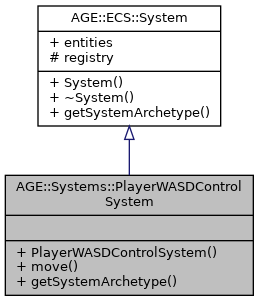 AGE::ECS::System
+ entities
# registry
+ System()
+ ~System()
+ getSystemArchetype()
AGE::Systems::PlayerWASDControl
System
+ PlayerWASDControlSystem()
+ move()
+ getSystemArchetype()